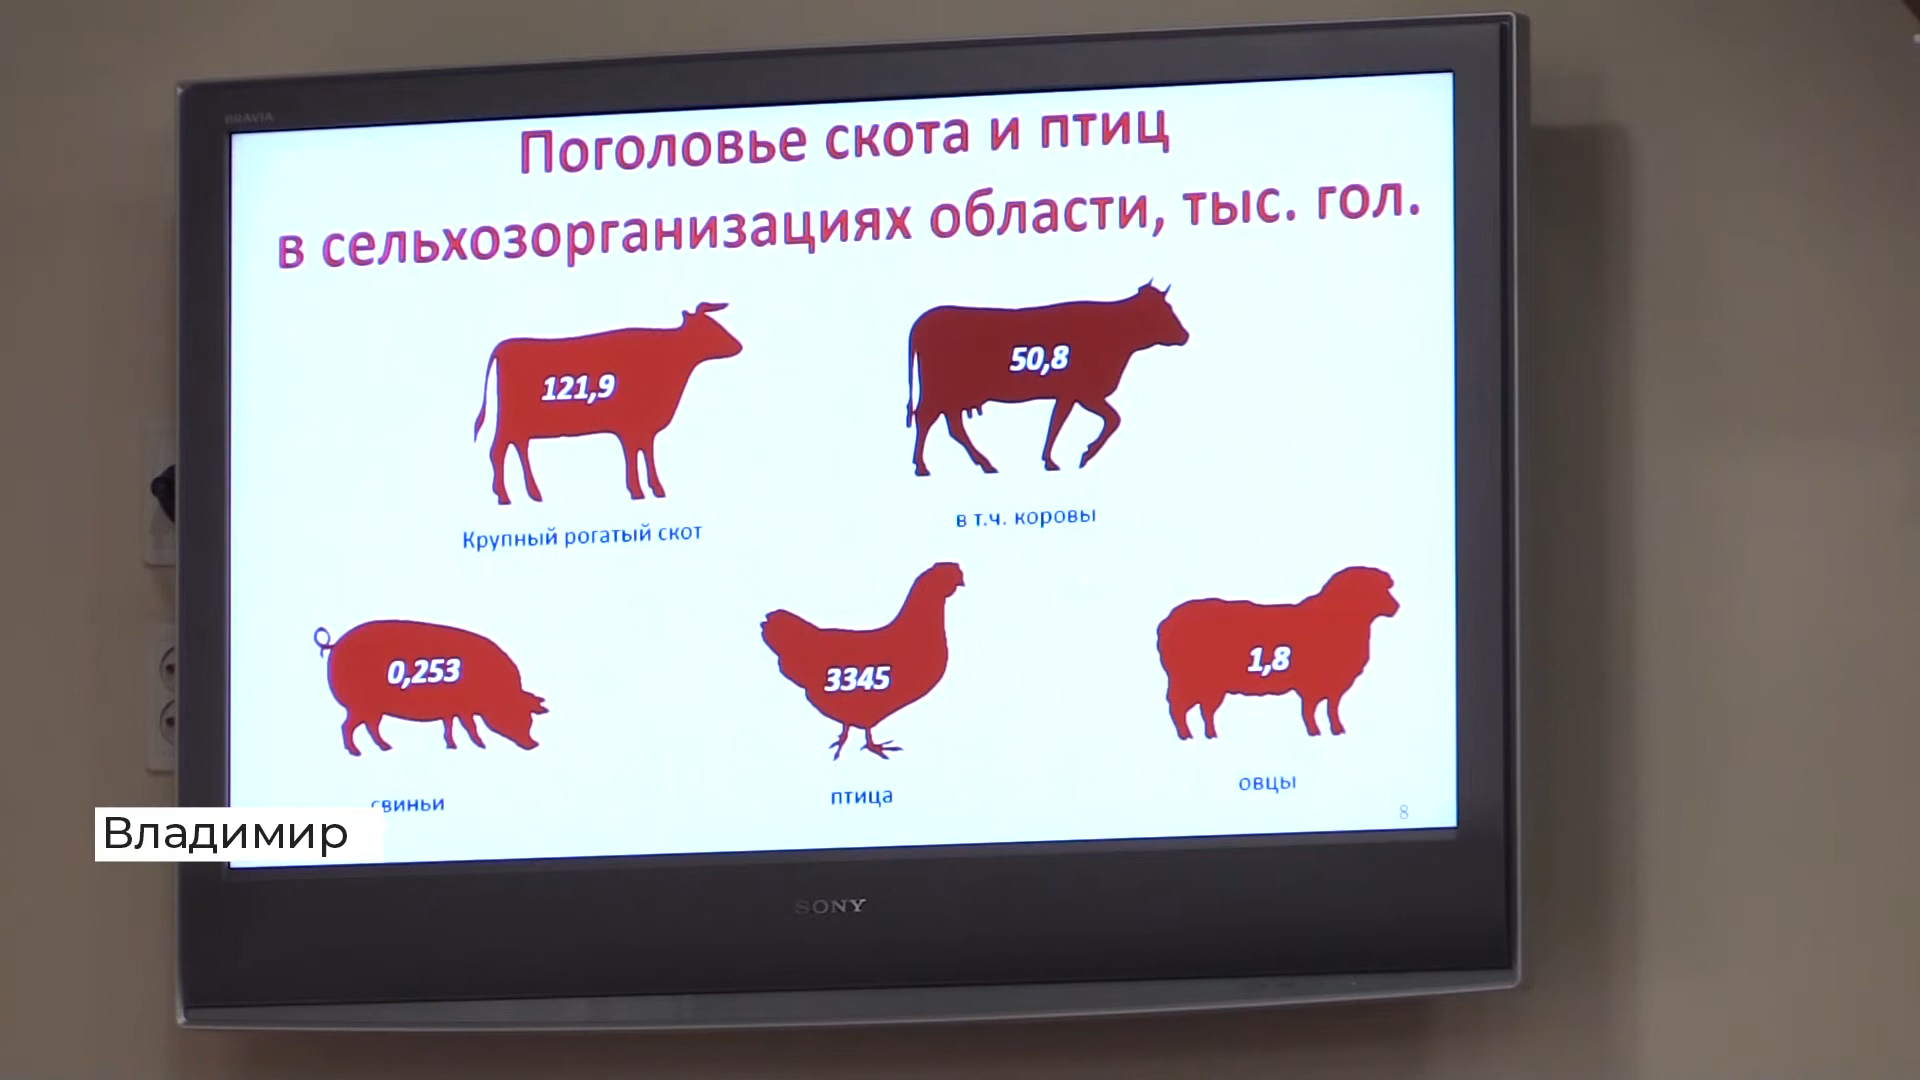 BRAVIA
Поголовье скота и птиц
в сельхозорганизациях области, тыс. гол.
121,9
50,8
Крупный рогатый скот
в т.ч. коровы
0,253
3345
1,8
свиньи
птица
овцы
8
Владимир
SONY